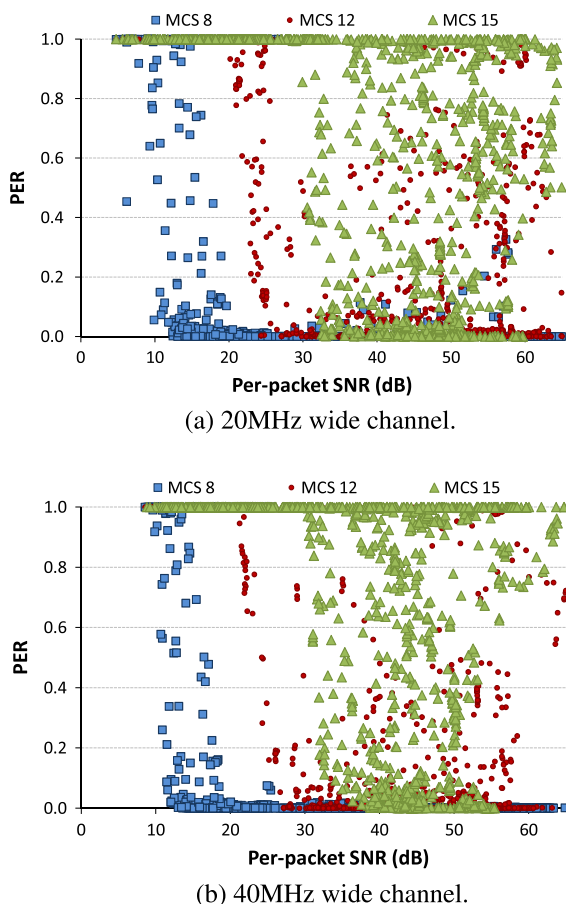 MCS 8 MCS 12 MCS 15
1.0
0.8
0.6
0.4
0.2
0.0
PER
0 10 20 30 40 50 60
Per-packet SNR (dB)
(a) 20MHz wide channel.
MCS 8 MCS 12 MCS 15
1.0
0.8
0.6
0.4
0.2
0.0
PER
0 10 20 30 40 50 60
Per-packet SNR (dB)
(b) 40MHz wide channel.